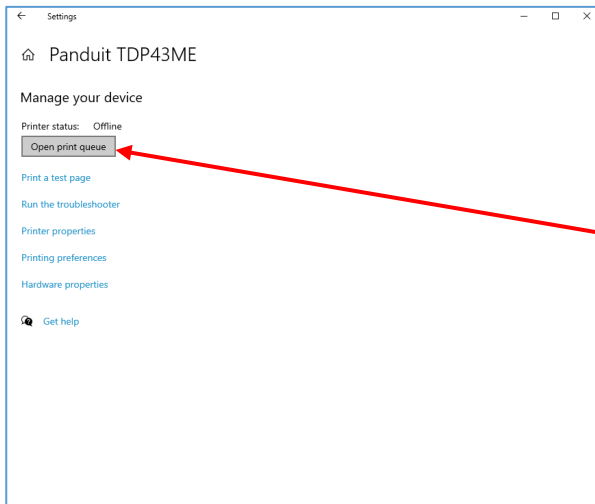 Settings
Panduit TDP43ME
Manage your device
Printer status: Offline
Open print queue
Print a test page
Run the troubleshooter
Printer properties
Printing preferences
Hardware properties
Get help